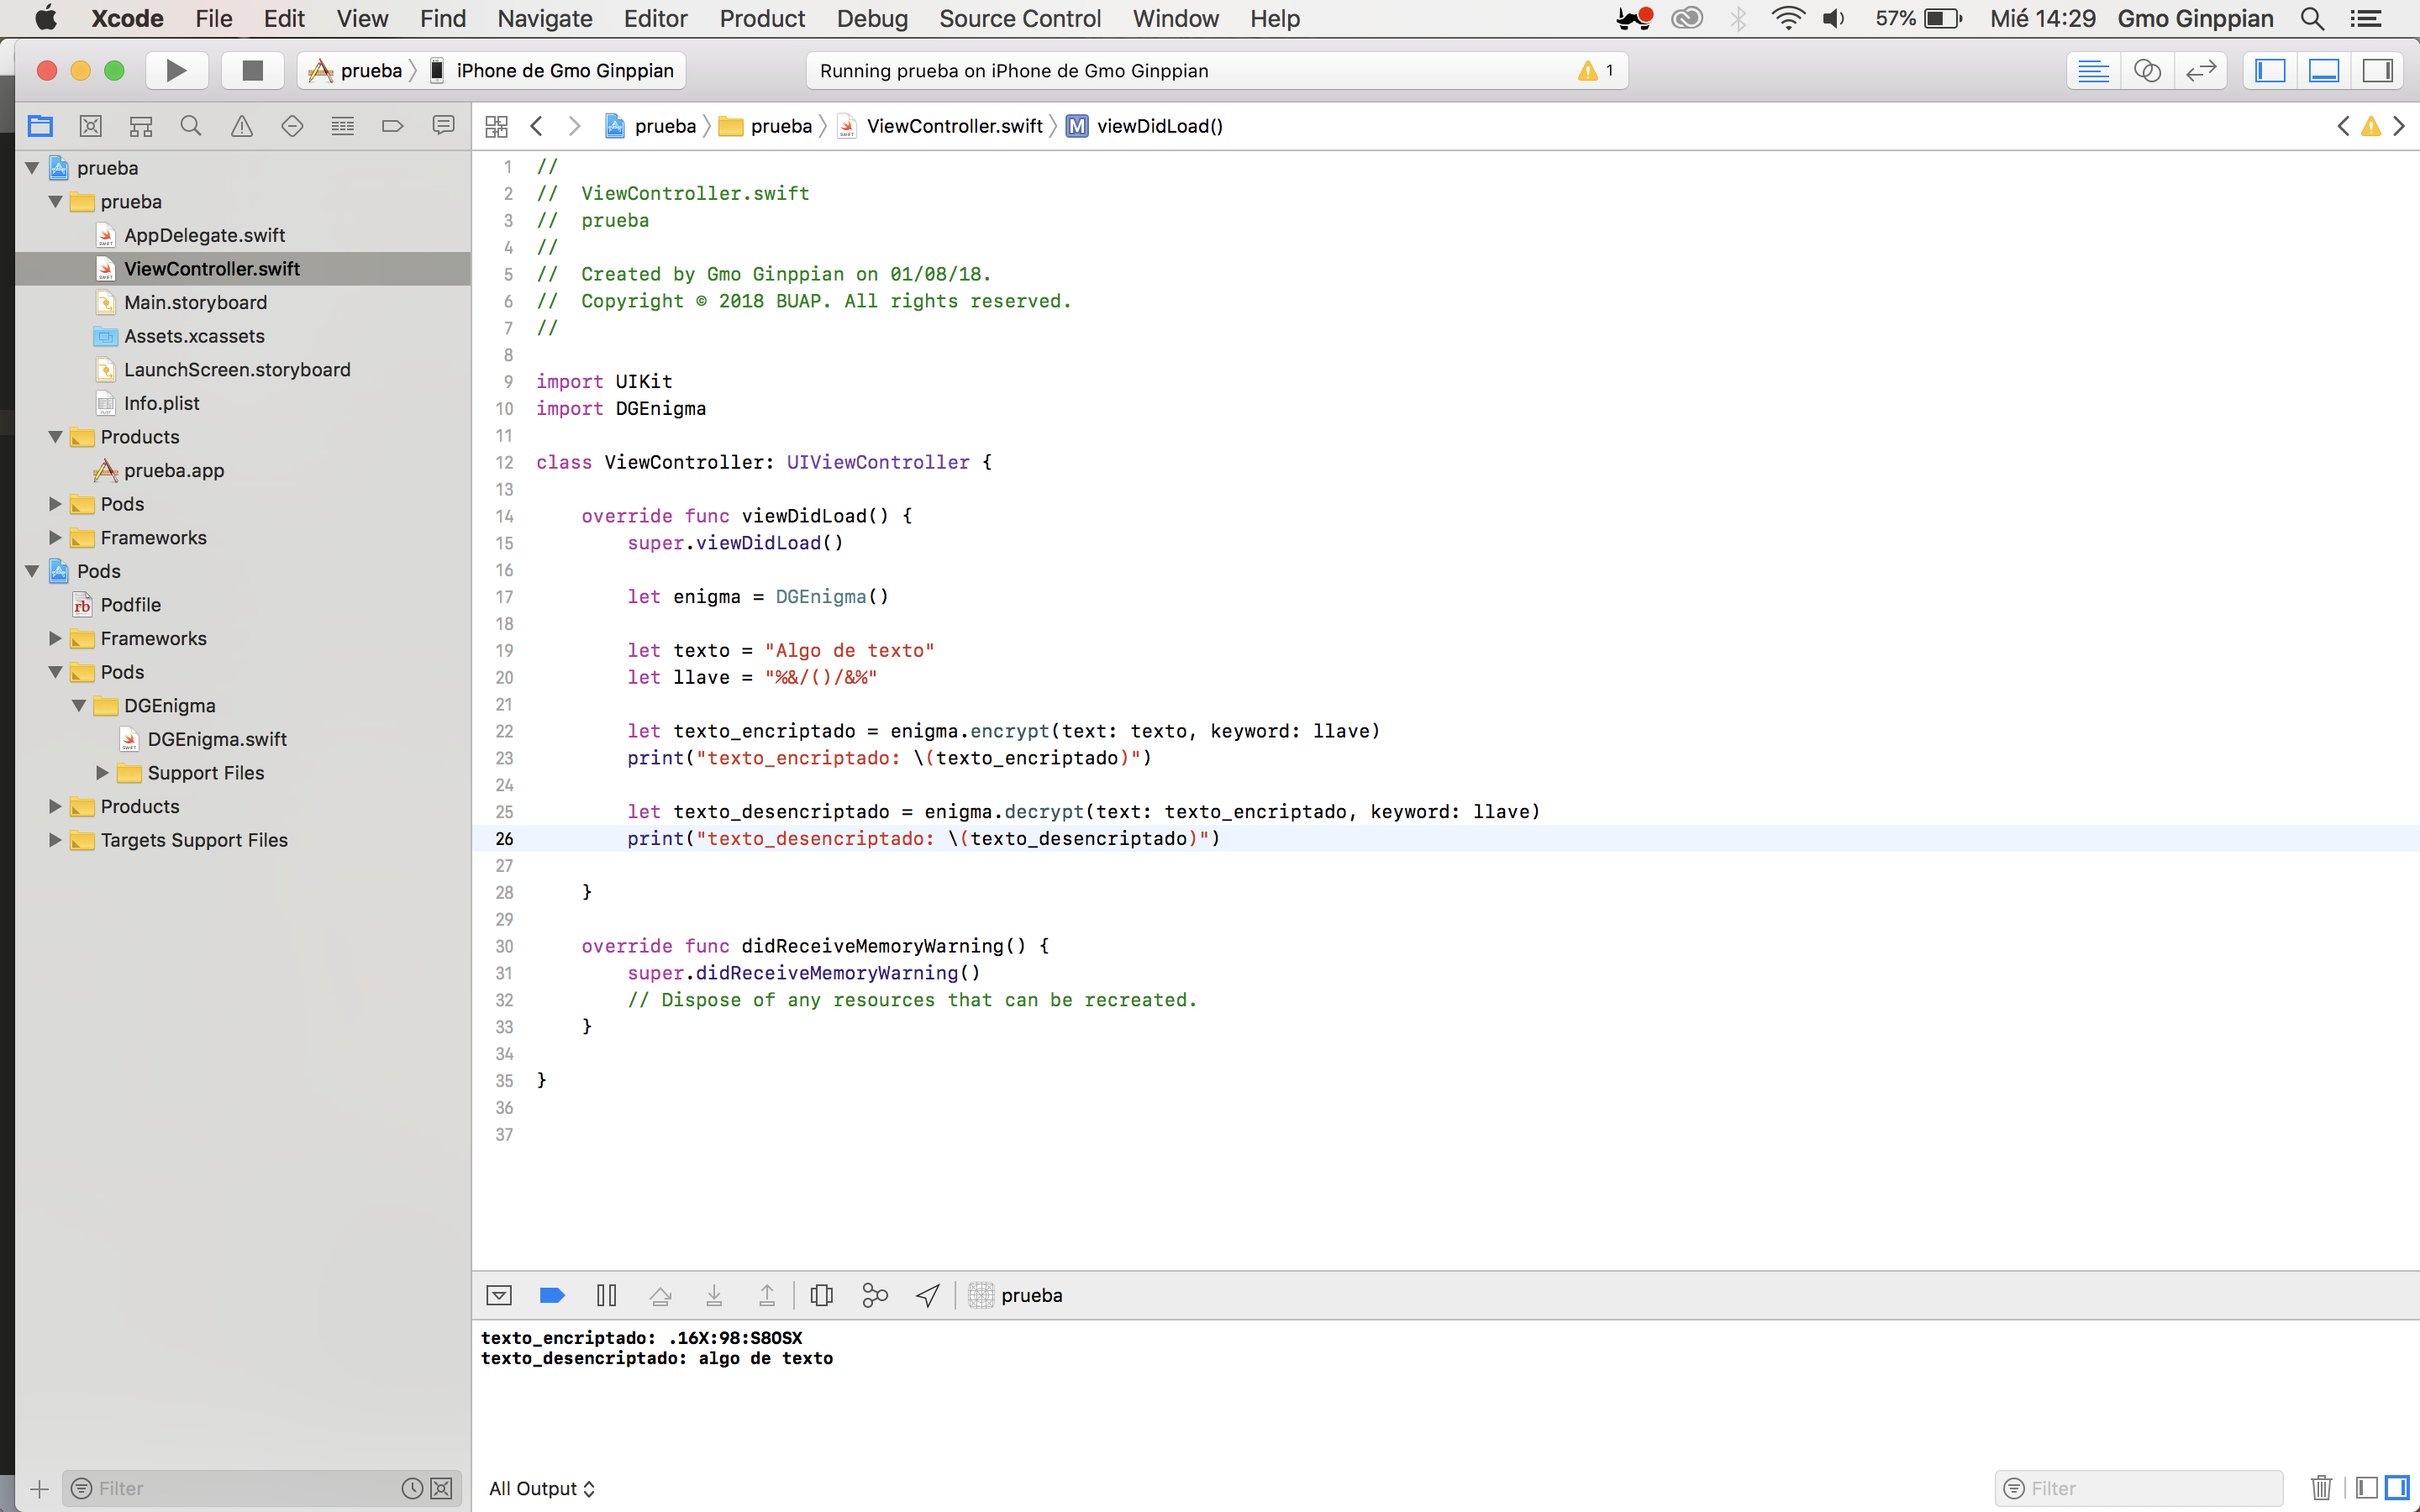 Xcode File Edit View Find Navigate Editor Product Debug Source Control Window Help 57% Mié 14:29 Gmo Ginppian
prueba iPhone de Gmo Ginppian Running prueba on iPhone de Gmo Ginppian 1
prueba prueba ViewController.swift M viewDidLoad()
prueba
prueba
AppDelegate.swift
ViewController.swift
Main.storyboard
Assets.xcassets
LaunchScreen.storyboard
Info.plist
Products
prueba.app
Pods
Frameworks
Pods
rb Podfile
Frameworks
Pods
DGEnigma
DGEnigma.swift
Support Files
Products
Targets Support Files
Filter
1 //
2 //  ViewController.swift
3 //  prueba
4 //
5 //  Created by Gmo Ginppian on 01/08/18.
6 //  Copyright © 2018 BUAP. All rights reserved.
7 //
8
9 import UIKit
10 import DGEnigma
11
12 class ViewController: UIViewController {
13
14     override func viewDidLoad() {
15         super.viewDidLoad()
16
17         let enigma = DGEnigma()
18
19         let texto = "Algo de texto"
20         let llave = "%&/()/&%"
21
22         let texto_encriptado = enigma.encrypt(text: texto, keyword: llave)
23         print("texto_encriptado: \(texto_encriptado)")
24
25         let texto_desencriptado = enigma.decrypt(text: texto_encriptado, keyword: llave)
26         print("texto_desencriptado: \(texto_desencriptado)")
27
28     }
29
30     override func didReceiveMemoryWarning() {
31         super.didReceiveMemoryWarning()
32         // Dispose of any resources that can be recreated.
33     }
34
35 }
36
37
prueba
texto_encriptado: .16X:98:S8OSX
texto_desencriptado: algo de texto
All Output
Filter